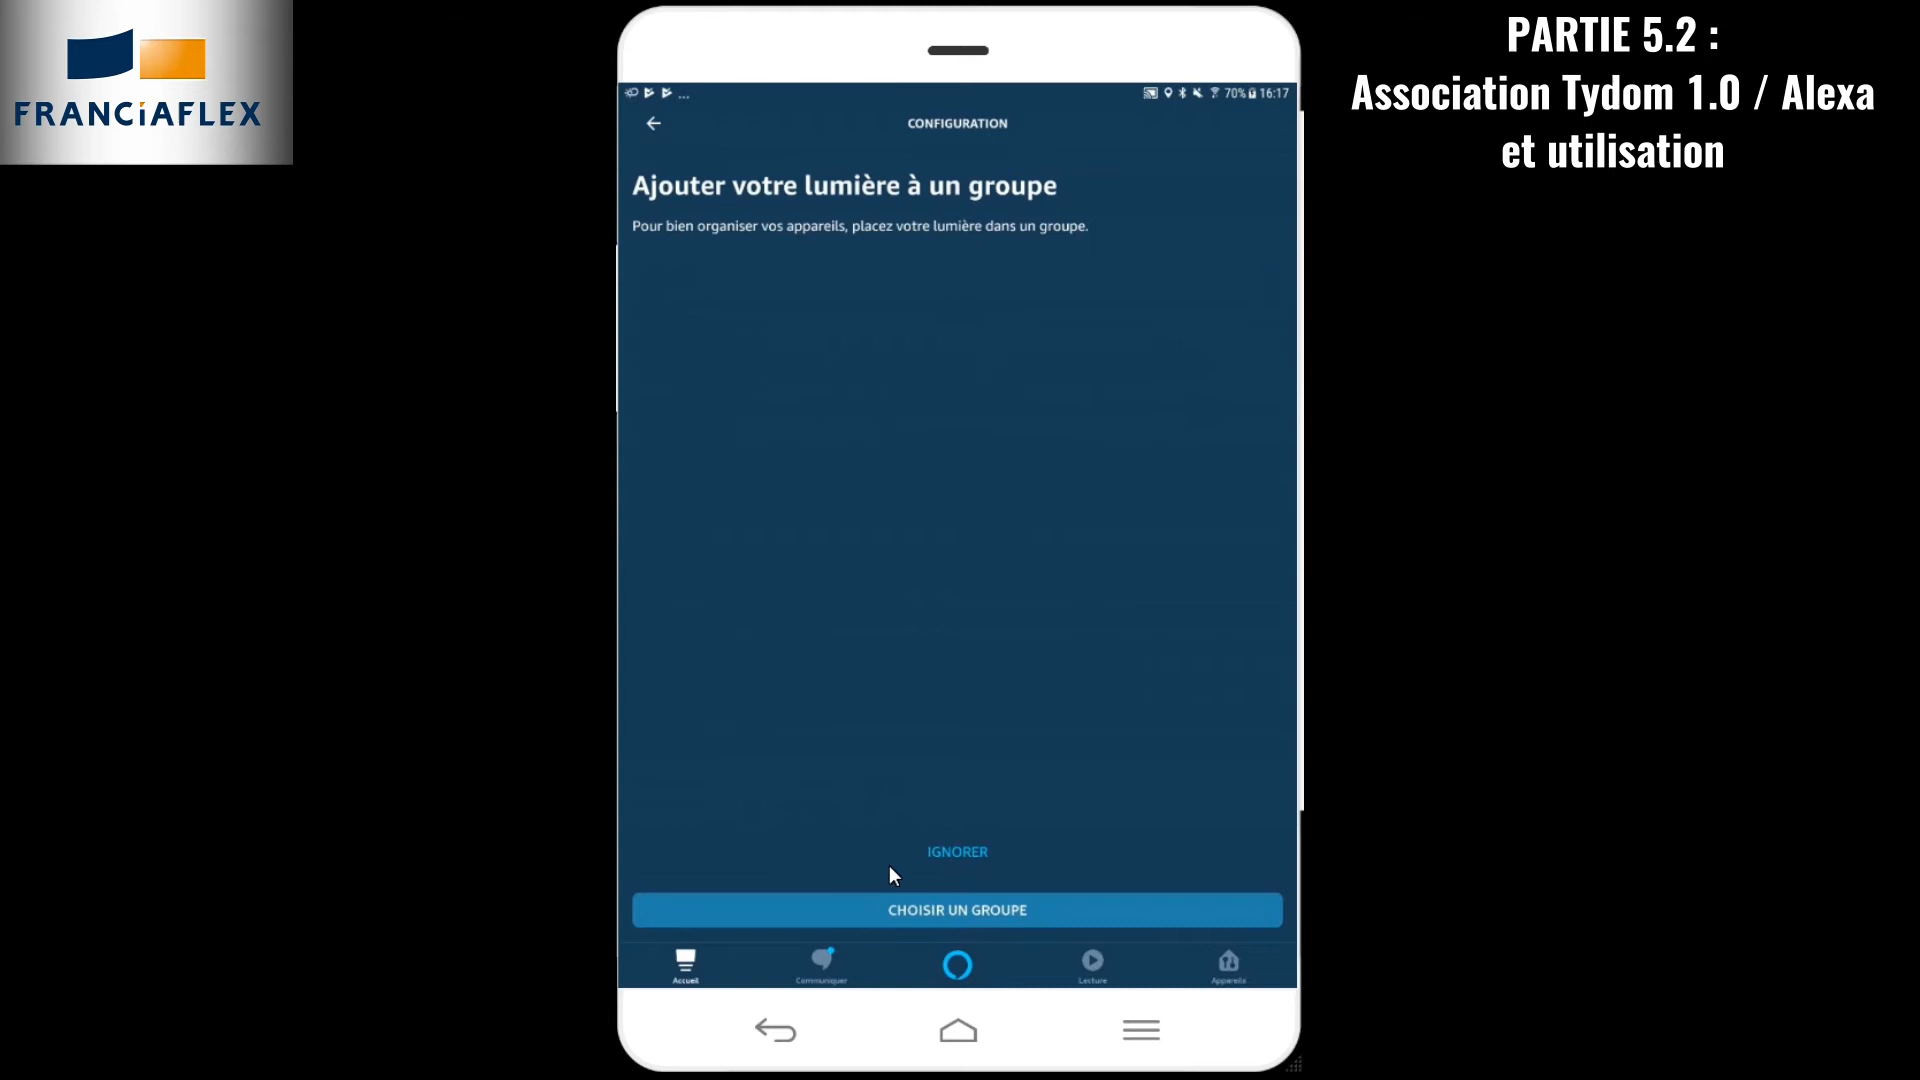 FRANCIAFLEX
PARTIE 5.2 :
Association Tydom 1.0 / Alexa
et utilisation
... 70% 16:17
CONFIGURATION
Ajouter votre lumière à un groupe
Pour bien organiser vos appareils, placez votre lumière dans un groupe.
IGNORER
CHOISIR UN GROUPE
Accueil Communiquer Lecture Appareils